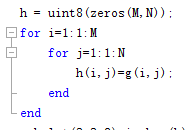 h = uint8(zeros(M,N));
for i=1:1:M
for j=1:1:N
h(i,j)=g(i,j);
end
end